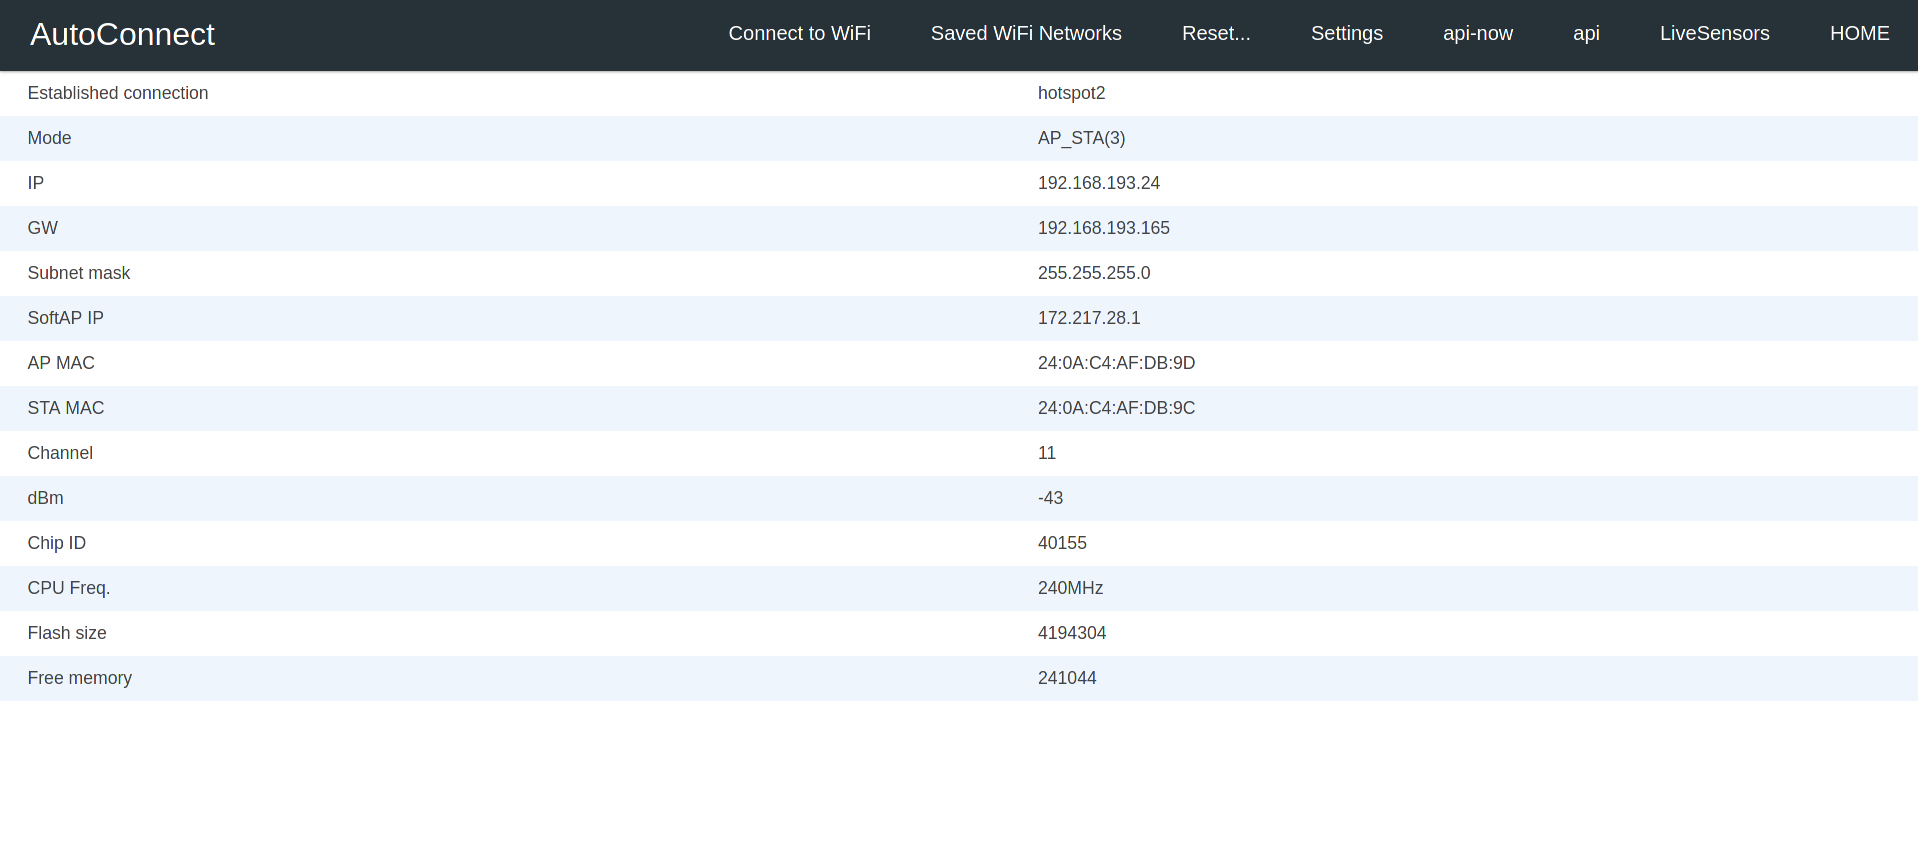 AutoConnect Connect to WiFi Saved WiFi Networks Reset... Settings api-now api LiveSensors HOME
Established connection hotspot2
Mode AP_STA(3)
IP 192.168.193.24
GW 192.168.193.165
Subnet mask 255.255.255.0
SoftAP IP 172.217.28.1
AP MAC 24:0A:C4:AF:DB:9D
STA MAC 24:0A:C4:AF:DB:9C
Channel 11
dBm -43
Chip ID 40155
CPU Freq. 240MHz
Flash size 4194304
Free memory 241044